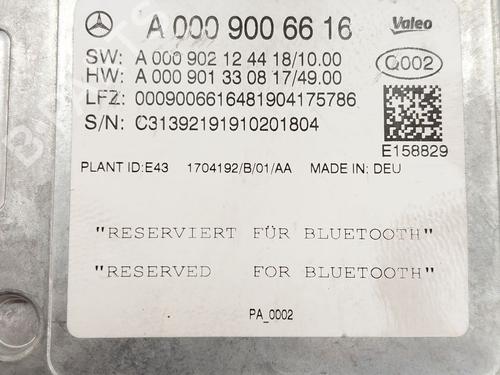 A 000 900 66 16
Valeo
SW: A 000 902 12 44 18/10.00
HW: A 000 901 33 08 17/49.00
Q002
LFZ: 0009006616481904175786
S/N: C31392191910201804
E158829
PLANT ID:E43 1704192/B/01/AA MADE IN: DEU
"RESERVIERT FÜR BLUETOOTH"
"RESERVED FOR BLUETOOTH"
PA_0002